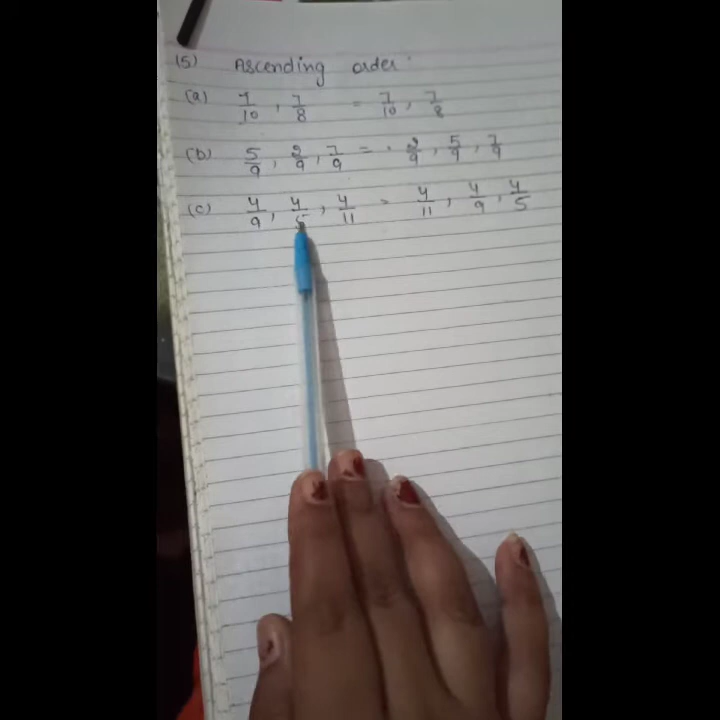 (5) Ascending order
(a) 7/10, 7/8 = 7/10, 7/8
(b) 5/9, 2/9, 7/9 = 2/9, 5/9, 7/9
(c) 4/9, 4/5, 4/11 = 4/11, 4/9, 4/5